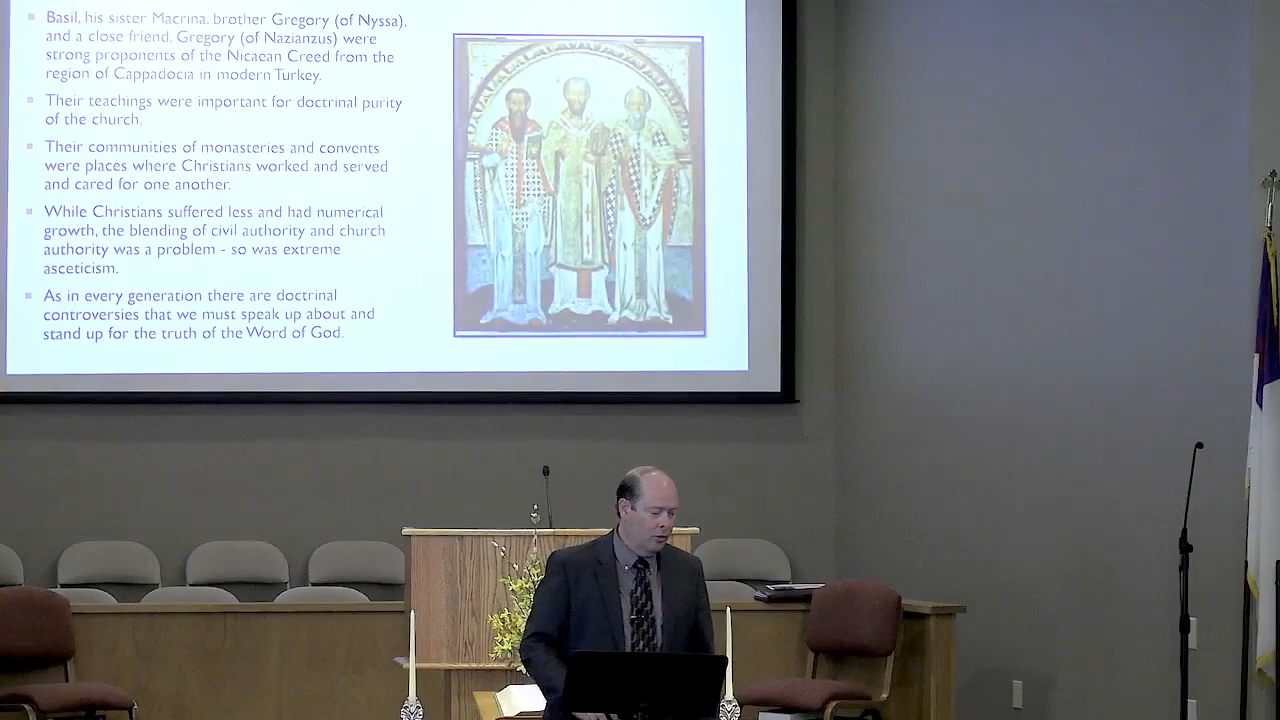 Basil, his sister Macrina, brother Gregory (of Nyssa),
and a close friend, Gregory (of Nazianzus) were
strong proponents of the Nicaean Creed from the
region of Cappadocia in modern Turkey.
Their teachings were important for doctrinal purity
of the church.
Their communities of monasteries and convents
were places where Christians worked and served
and cared for one another.
While Christians suffered less and had numerical
growth, the blending of civil authority and church
authority was a problem - so was extreme
asceticism.
As in every generation there are doctrinal
controversies that we must speak up about and
stand up for the truth of the Word of God.